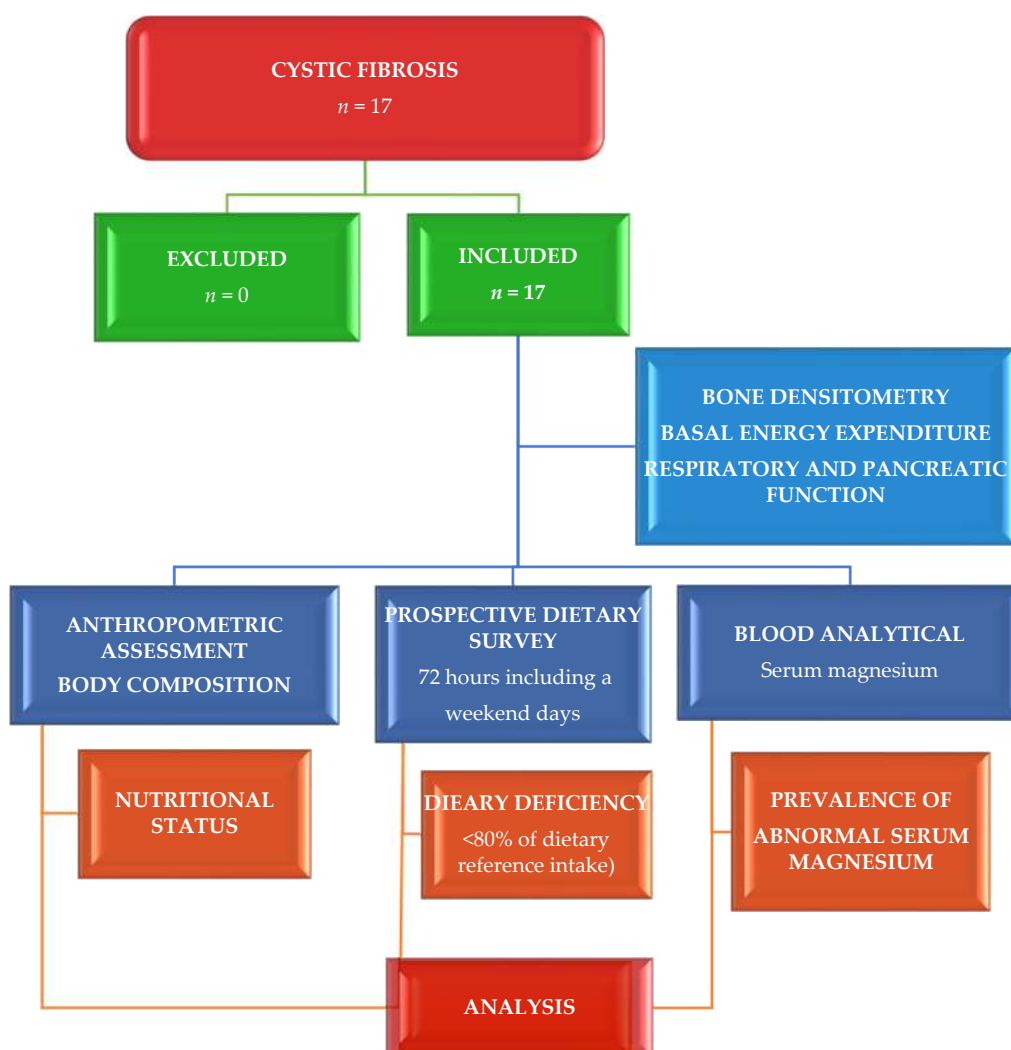 CYSTIC FIBROSIS
n = 17
EXCLUDED
n = 0
INCLUDED
n = 17
BONE DENSITOMETRY
BASAL ENERGY EXPENDITURE
RESPIRATORY AND PANCREATIC
FUNCTION
ANTHROPOMETRIC
ASSESSMENT
BODY COMPOSITION
PROSPECTIVE DIETARY
SURVEY
72 hours including a
weekend days
BLOOD ANALYTICAL
Serum magnesium
NUTRITIONAL
STATUS
DIEARY DEFICIENCY
<80% of dietary
reference intake)
PREVALENCE OF
ABNORMAL SERUM
MAGNESIUM
ANALYSIS